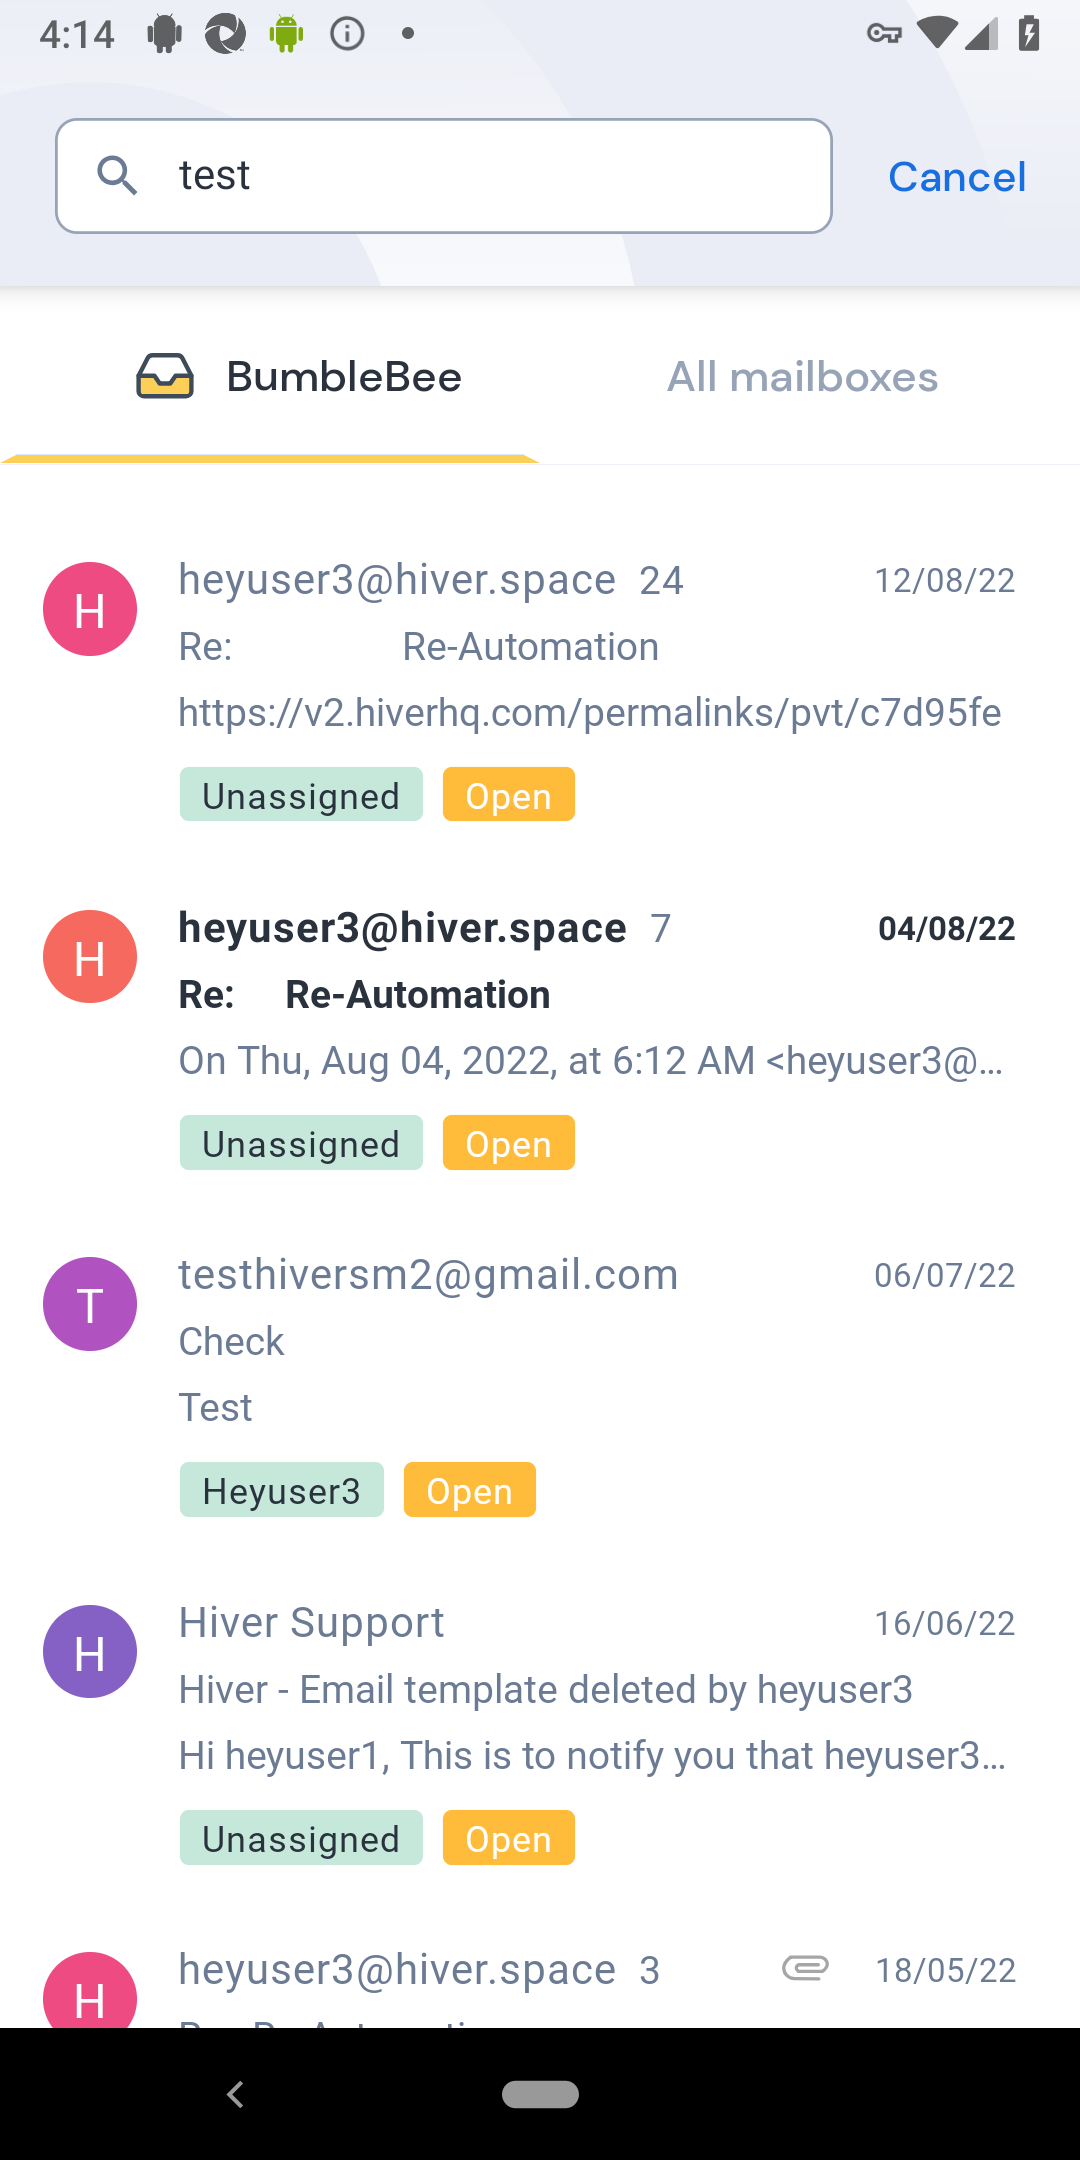 4:14
test
Cancel
BumbleBee
All mailboxes
H
heyuser3@hiver.space 24
12/08/22
Re: Re-Automation
https://v2.hiverhq.com/permalinks/pvt/c7d95fe
Unassigned Open
H
heyuser3@hiver.space 7
04/08/22
Re: Re-Automation
On Thu, Aug 04, 2022, at 6:12 AM <heyuser3@...
Unassigned Open
T
testhiversm2@gmail.com
06/07/22
Check
Test
Heyuser3 Open
H
Hiver Support
16/06/22
Hiver - Email template deleted by heyuser3
Hi heyuser1, This is to notify you that heyuser3...
Unassigned Open
H
heyuser3@hiver.space 3
18/05/22